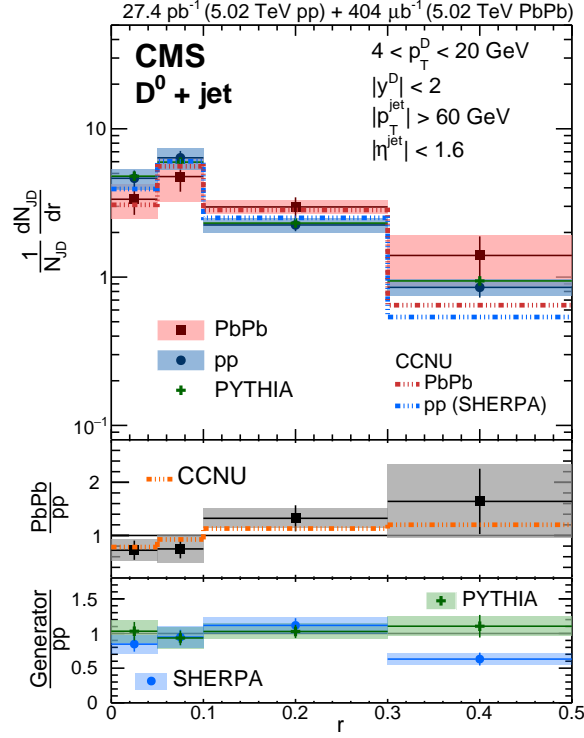 27.4 pb⁻¹ (5.02 TeV pp) + 404 μb⁻¹ (5.02 TeV PbPb)
CMS
D⁰ + jet
4 < p_T^D < 20 GeV
|y^D| < 2
|p_T^jet| > 60 GeV
|η^jet| < 1.6
10
1
10⁻¹
1/N_JD dN_JD/dr
PbPb
pp
PYTHIA
CCNU
PbPb
pp (SHERPA)
2
1
PbPb/pp
CCNU
1.5
1
0.5
0
Generator/pp
PYTHIA
SHERPA
0 0.1 0.2 0.3 0.4 0.5
r